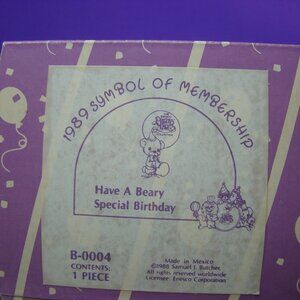 1989 SYMBOL OF MEMBERSHIP
Have A Beary
Special Birthday
B-0004
CONTENTS:
1 PIECE
Made in Mexico
©1988 Samuel J. Butcher
All rights reserved worldwide
Licensee Enesco Corporation